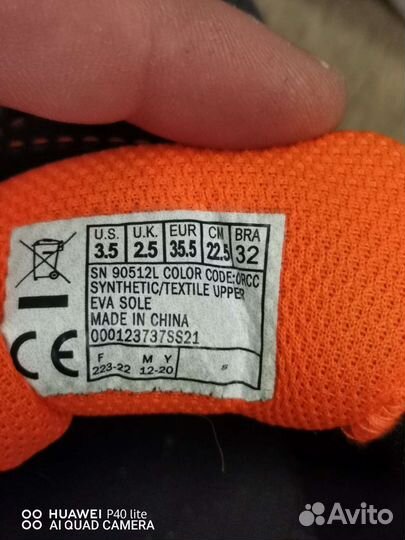 U.S. U.K. EUR CM BRA
3.5 2.5 35.5 22.5 32
SN 90512L COLOR CODE:ORCC
SYNTHETIC/TEXTILE UPPER
EVA SOLE
MADE IN CHINA
000123737SS21
F M Y
223-22 12-20 s
CE
HUAWEI P40 lite
AI QUAD CAMERA
Avito